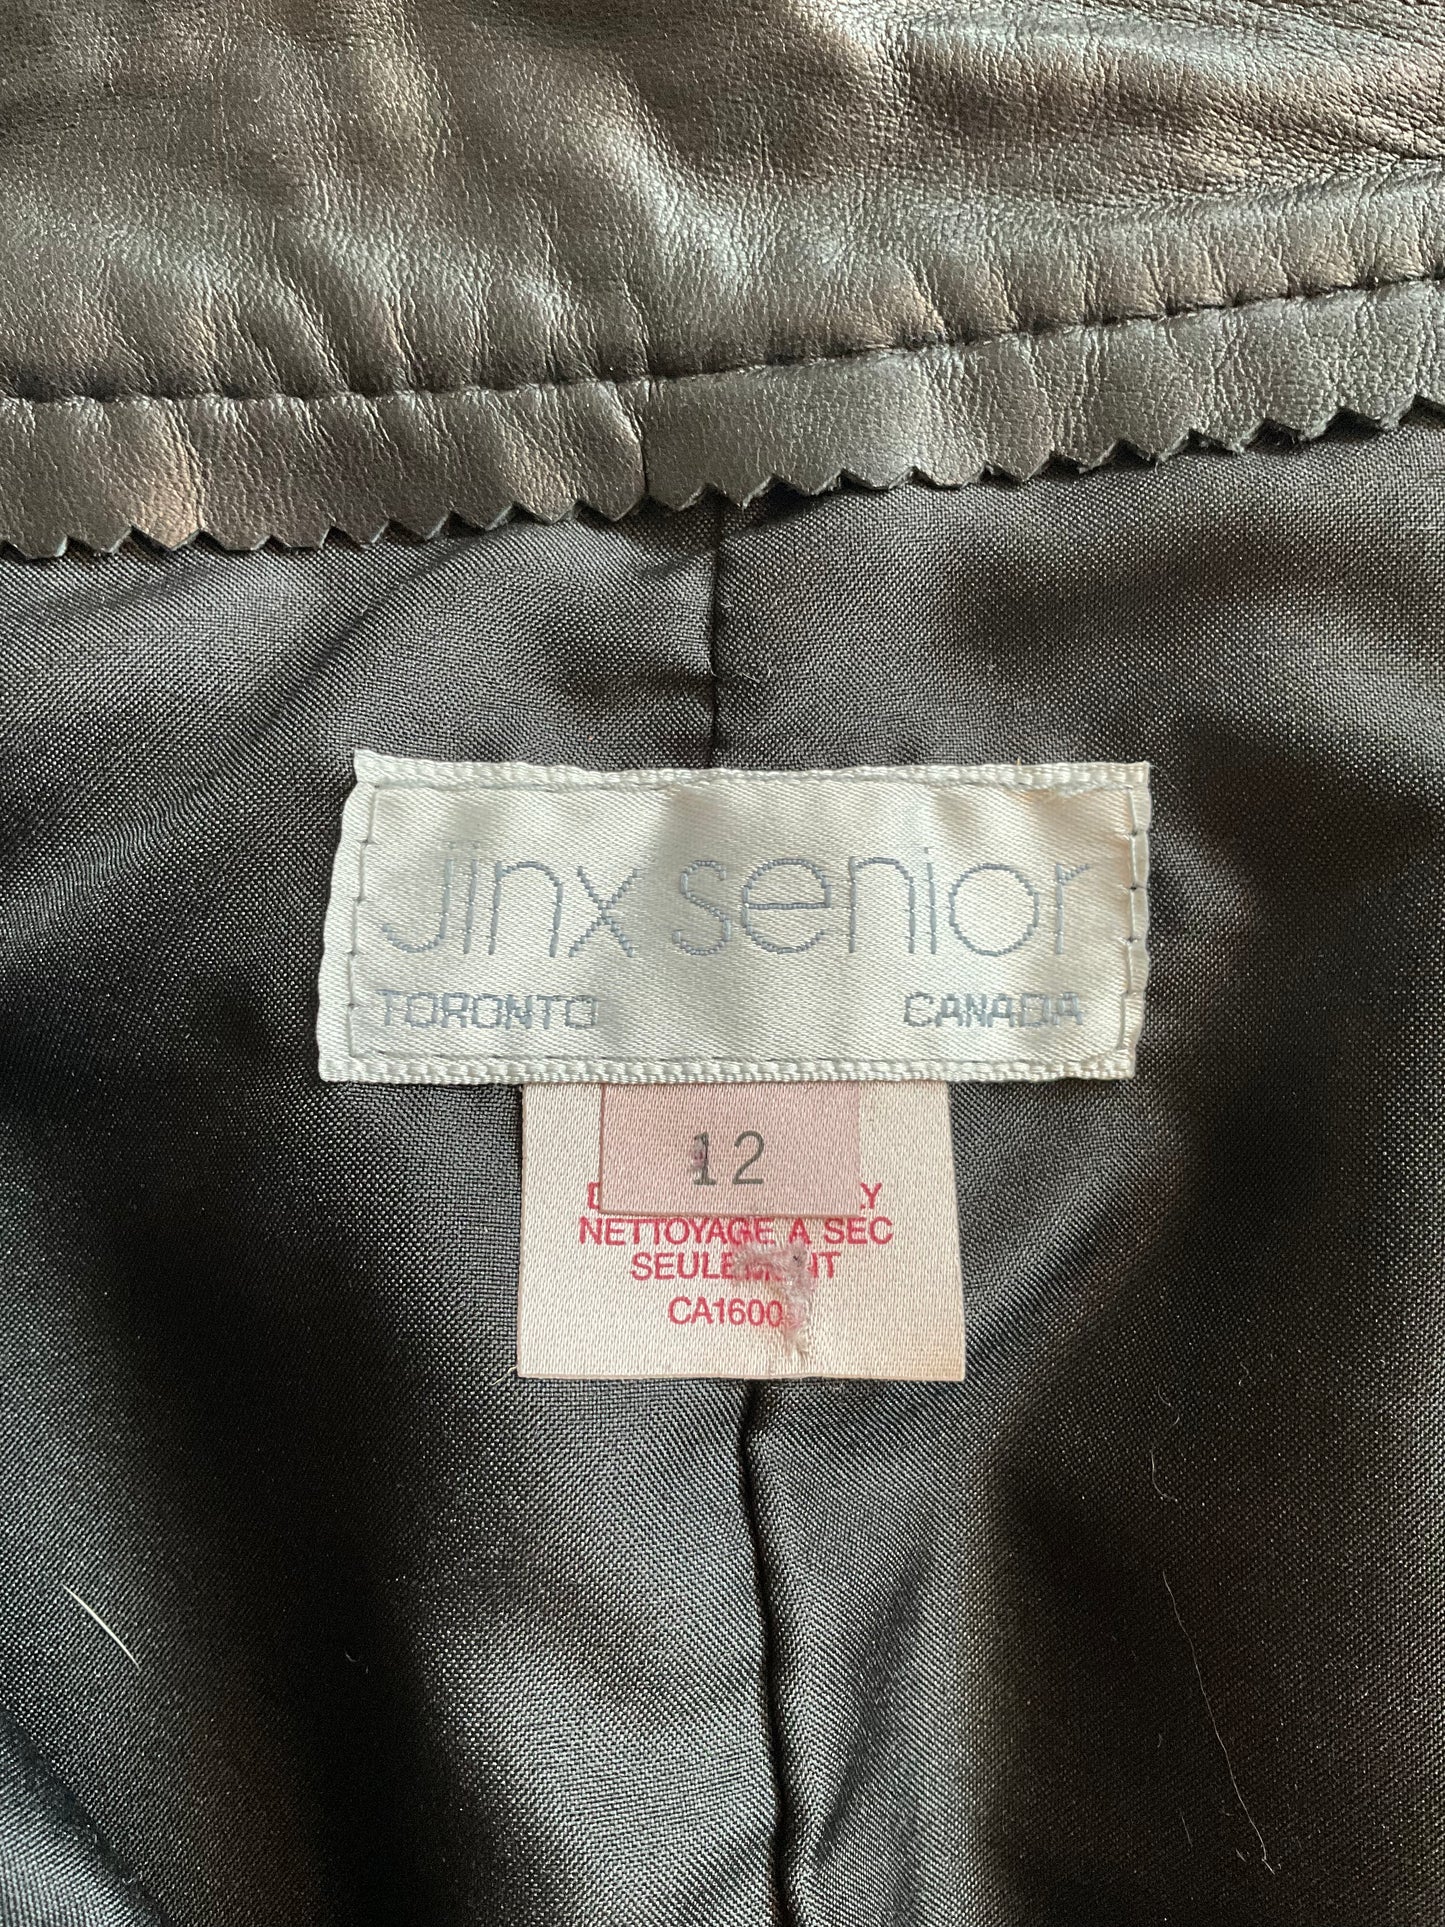 Jinx senior
TORONTO CANADA
12
NETTOYAGE A SEC
CA1600